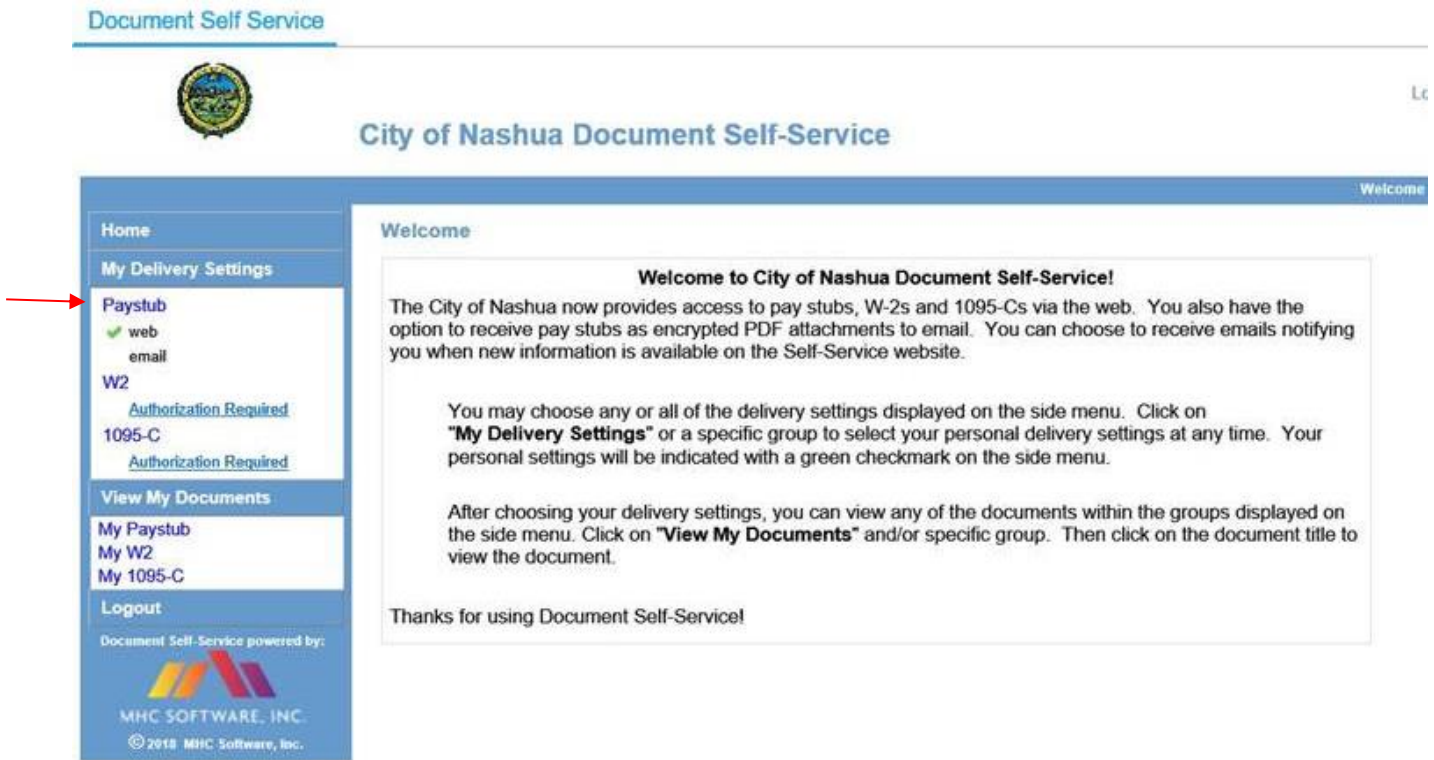 Document Self Service
City of Nashua Document Self-Service
Welcome
Home
My Delivery Settings
Paystub
web
email
W2
Authorization Required
1095-C
Authorization Required
View My Documents
My Paystub
My W2
My 1095-C
Logout
Document Self-Service powered by:
MHC SOFTWARE, INC.
© 2018 MHC Software, Inc.
Welcome
Welcome to City of Nashua Document Self-Service!
The City of Nashua now provides access to pay stubs, W-2s and 1095-Cs via the web. You also have the
option to receive pay stubs as encrypted PDF attachments to email. You can choose to receive emails notifying
you when new information is available on the Self-Service website.
You may choose any or all of the delivery settings displayed on the side menu. Click on
"My Delivery Settings" or a specific group to select your personal delivery settings at any time. Your
personal settings will be indicated with a green checkmark on the side menu.
After choosing your delivery settings, you can view any of the documents within the groups displayed on
the side menu. Click on "View My Documents" and/or specific group. Then click on the document title to
view the document.
Thanks for using Document Self-Service!